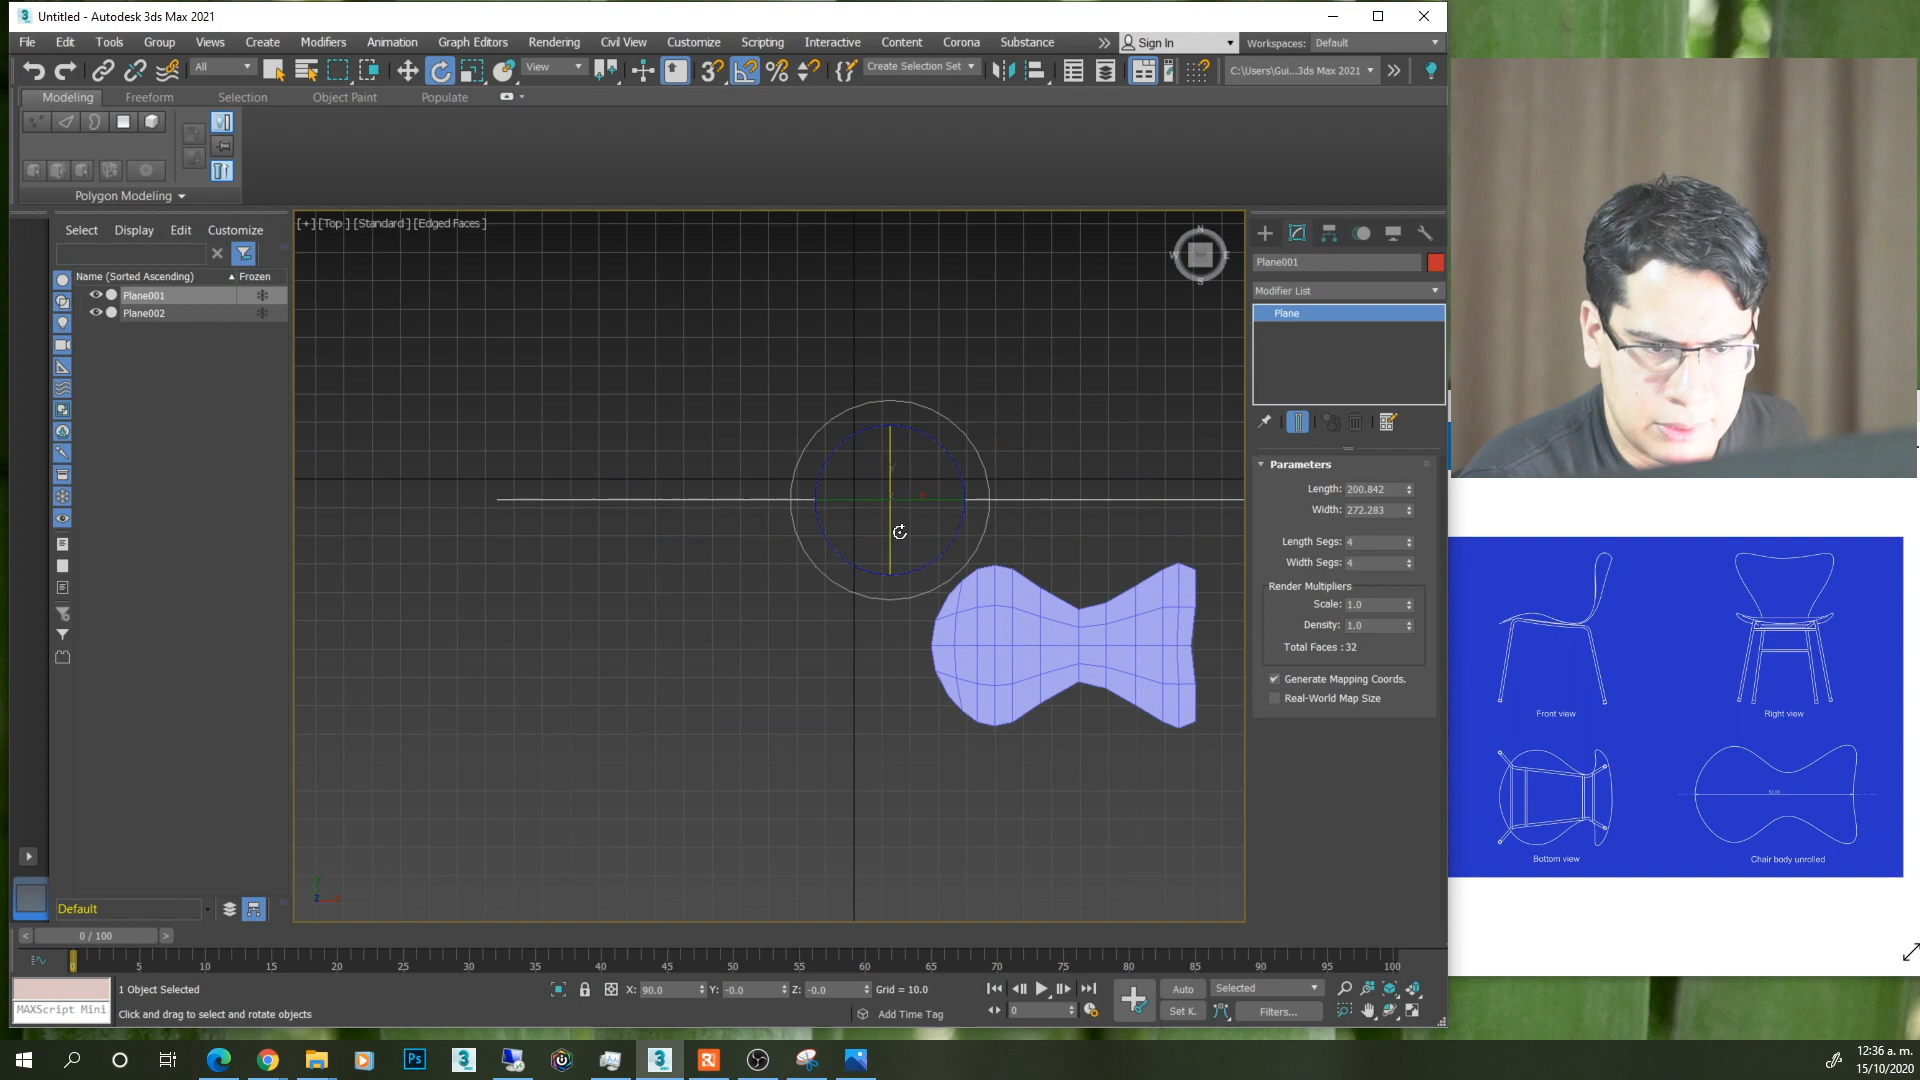 Untitled - Autodesk 3ds Max 2021
File Edit Tools Group Views Create Modifiers Animation Graph Editors Rendering Civil View Customize Scripting Interactive Content Corona Substance
Sign In
Workspaces: Default
All
View
Create Selection Set
C:\Users\Gui...3ds Max 2021
Modeling Freeform Selection Object Paint Populate
Polygon Modeling
Select Display Edit Customize
Name (Sorted Ascending) Frozen
Plane001
Plane002
[+] [Top ] [Standard ] [Edged Faces ]
N
W E
S
Plane001
Modifier List
Plane
Parameters
Length: 200.842
Width: 272.283
Length Segs: 4
Width Segs: 4
Render Multipliers
Scale: 1.0
Density: 1.0
Total Faces : 32
Generate Mapping Coords.
Real-World Map Size
Front view
Right view
Bottom view
Chair body unrolled
Default
0 / 100
0 5 10 15 20 25 30 35 40 45 50 55 60 65 70 75 80 85 90 95 100
1 Object Selected
X: 90.0 Y: -0.0 Z: -0.0 Grid = 10.0
Auto Selected
MAXScript Mini
Click and drag to select and rotate objects
Add Time Tag
0
Set K. Filters...
12:36 a. m.
15/10/2020